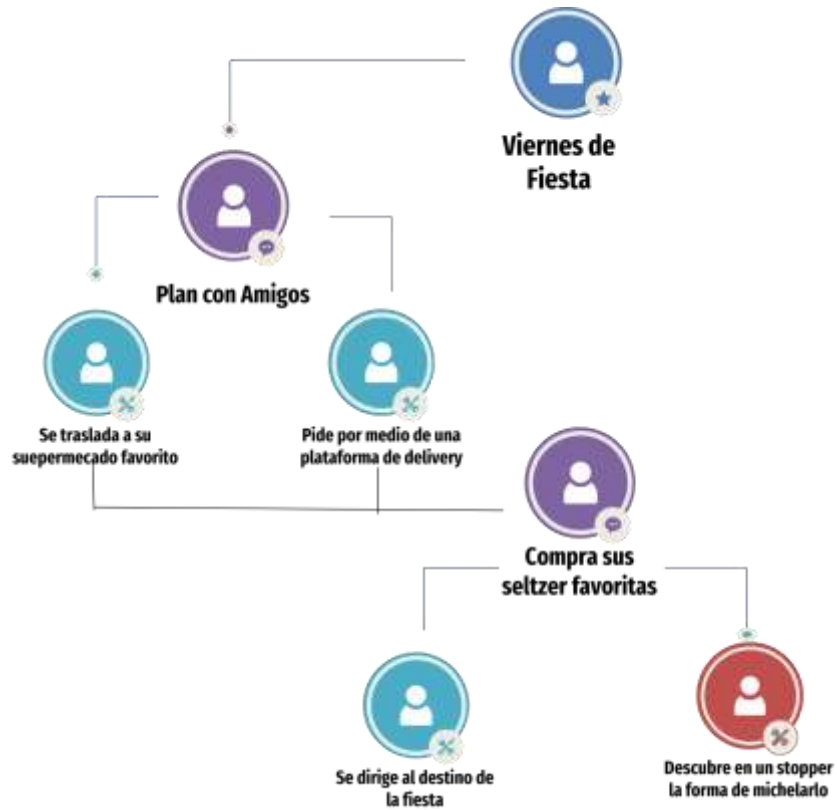 Viernes de
Fiesta
Plan con Amigos
Se traslada a su
suepermecado favorito
Pide por medio de una
plataforma de delivery
Compra sus
seltzer favoritas
Se dirige al destino de
la fiesta
Descubre en un stopper
la forma de michelarlo